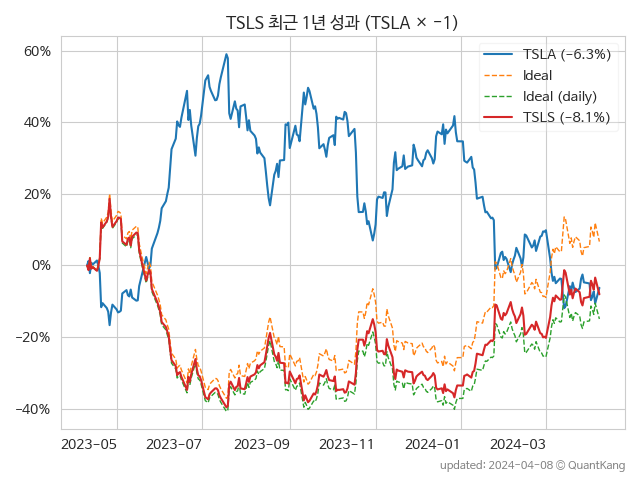 TSLS 최근 1년 성과 (TSLA × −1)
60%
40%
20%
0%
−20%
−40%
TSLA (−6.3%)
Ideal
Ideal (daily)
TSLS (−8.1%)
2023-05 2023-07 2023-09 2023-11 2024-01 2024-03
updated: 2024-04-08 © QuantKang